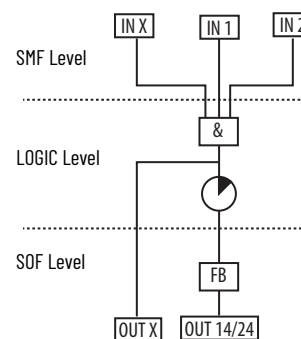 IN X
IN 1
IN 2
SMF Level
&
LOGIC Level
SOF Level
FB
OUT X
OUT 14/24